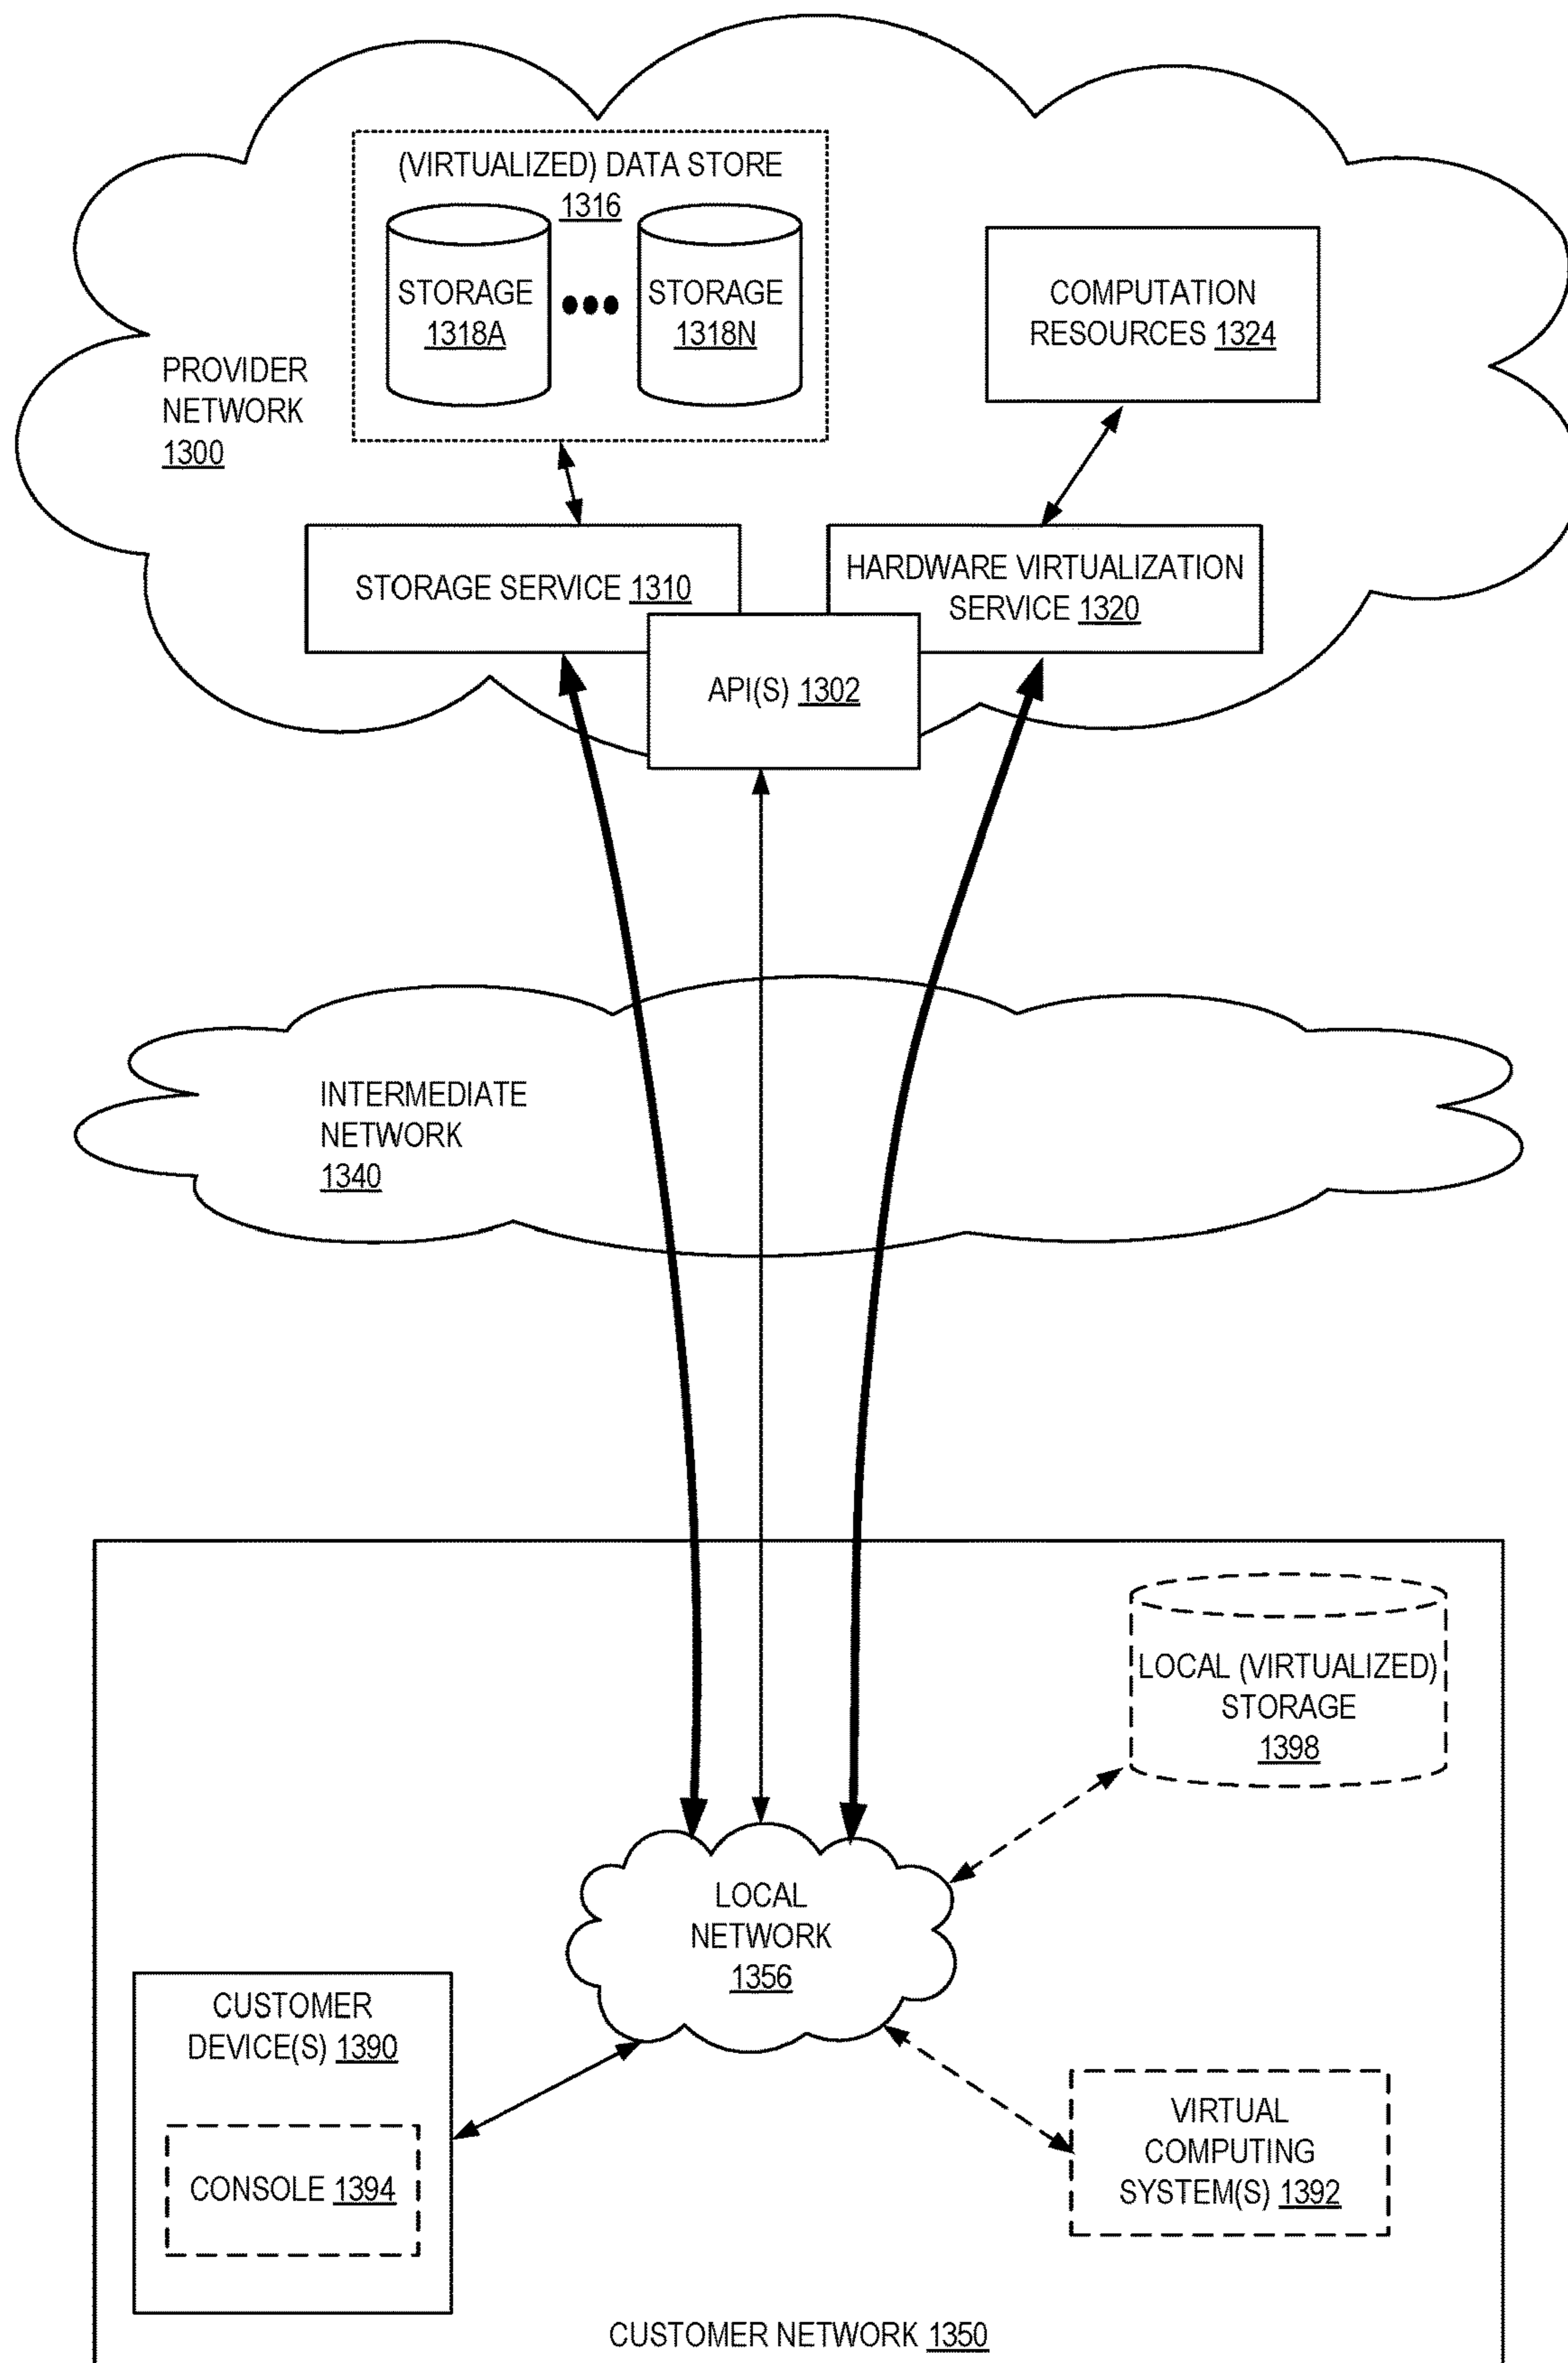 (VIRTUALIZED) DATA STORE
1316
STORAGE
1318A
STORAGE
1318N
COMPUTATION
RESOURCES 1324
PROVIDER
NETWORK
1300
STORAGE SERVICE 1310
HARDWARE VIRTUALIZATION
SERVICE 1320
API(S) 1302
INTERMEDIATE
NETWORK
1340
LOCAL (VIRTUALIZED)
STORAGE
1398
LOCAL
NETWORK
1356
CUSTOMER
DEVICE(S) 1390
CONSOLE 1394
VIRTUAL
COMPUTING
SYSTEM(S) 1392
CUSTOMER NETWORK 1350